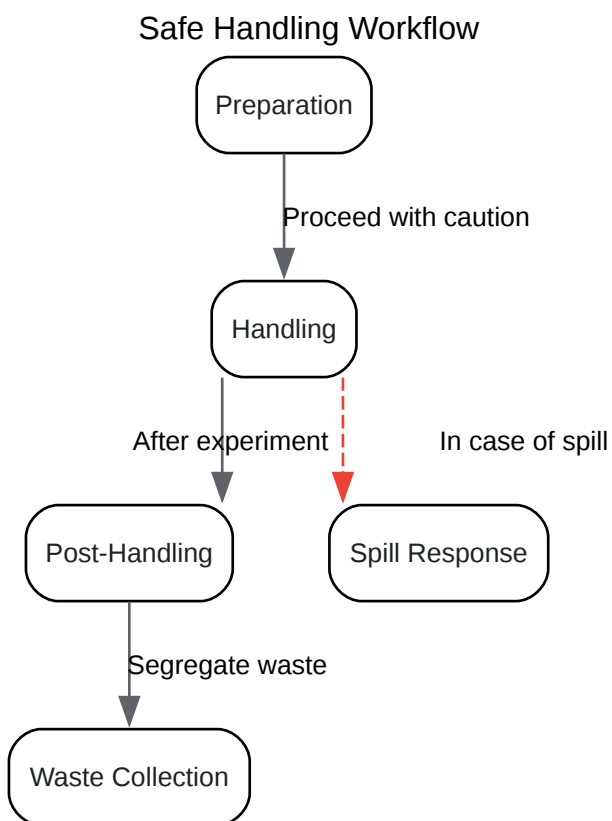 Safe Handling Workflow
Preparation
Proceed with caution
Handling
After experiment
In case of spill
Post-Handling
Spill Response
Segregate waste
Waste Collection